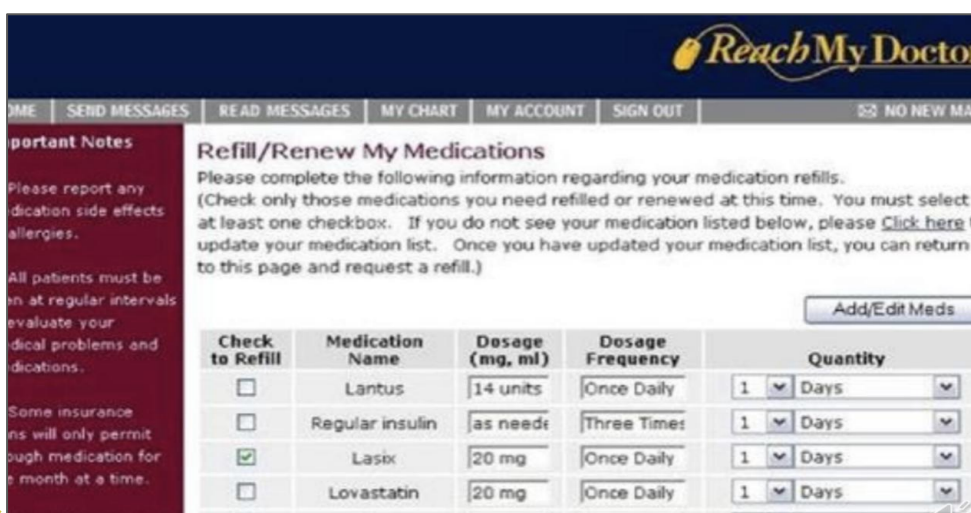 ReachMyDoctor
OME SEND MESSAGES READ MESSAGES MY CHART MY ACCOUNT SIGN OUT NO NEW MA
portant Notes
Please report any
dication side effects
allergies.
All patients must be
en at regular intervals
evaluate your
dical problems and
dications.
Some insurance
ns will only permit
ough medication for
e month at a time.
Refill/Renew My Medications
Please complete the following information regarding your medication refills.
(Check only those medications you need refilled or renewed at this time. You must select
at least one checkbox. If you do not see your medication listed below, please Click here
update your medication list. Once you have updated your medication list, you can return
to this page and request a refill.)
Add/Edit Meds
Check to Refill Medication Name Dosage (mg, ml) Dosage Frequency Quantity
Lantus 14 units Once Daily 1 Days
Regular insulin as neede Three Times 1 Days
Lasix 20 mg Once Daily 1 Days
Lovastatin 20 mg Once Daily 1 Days